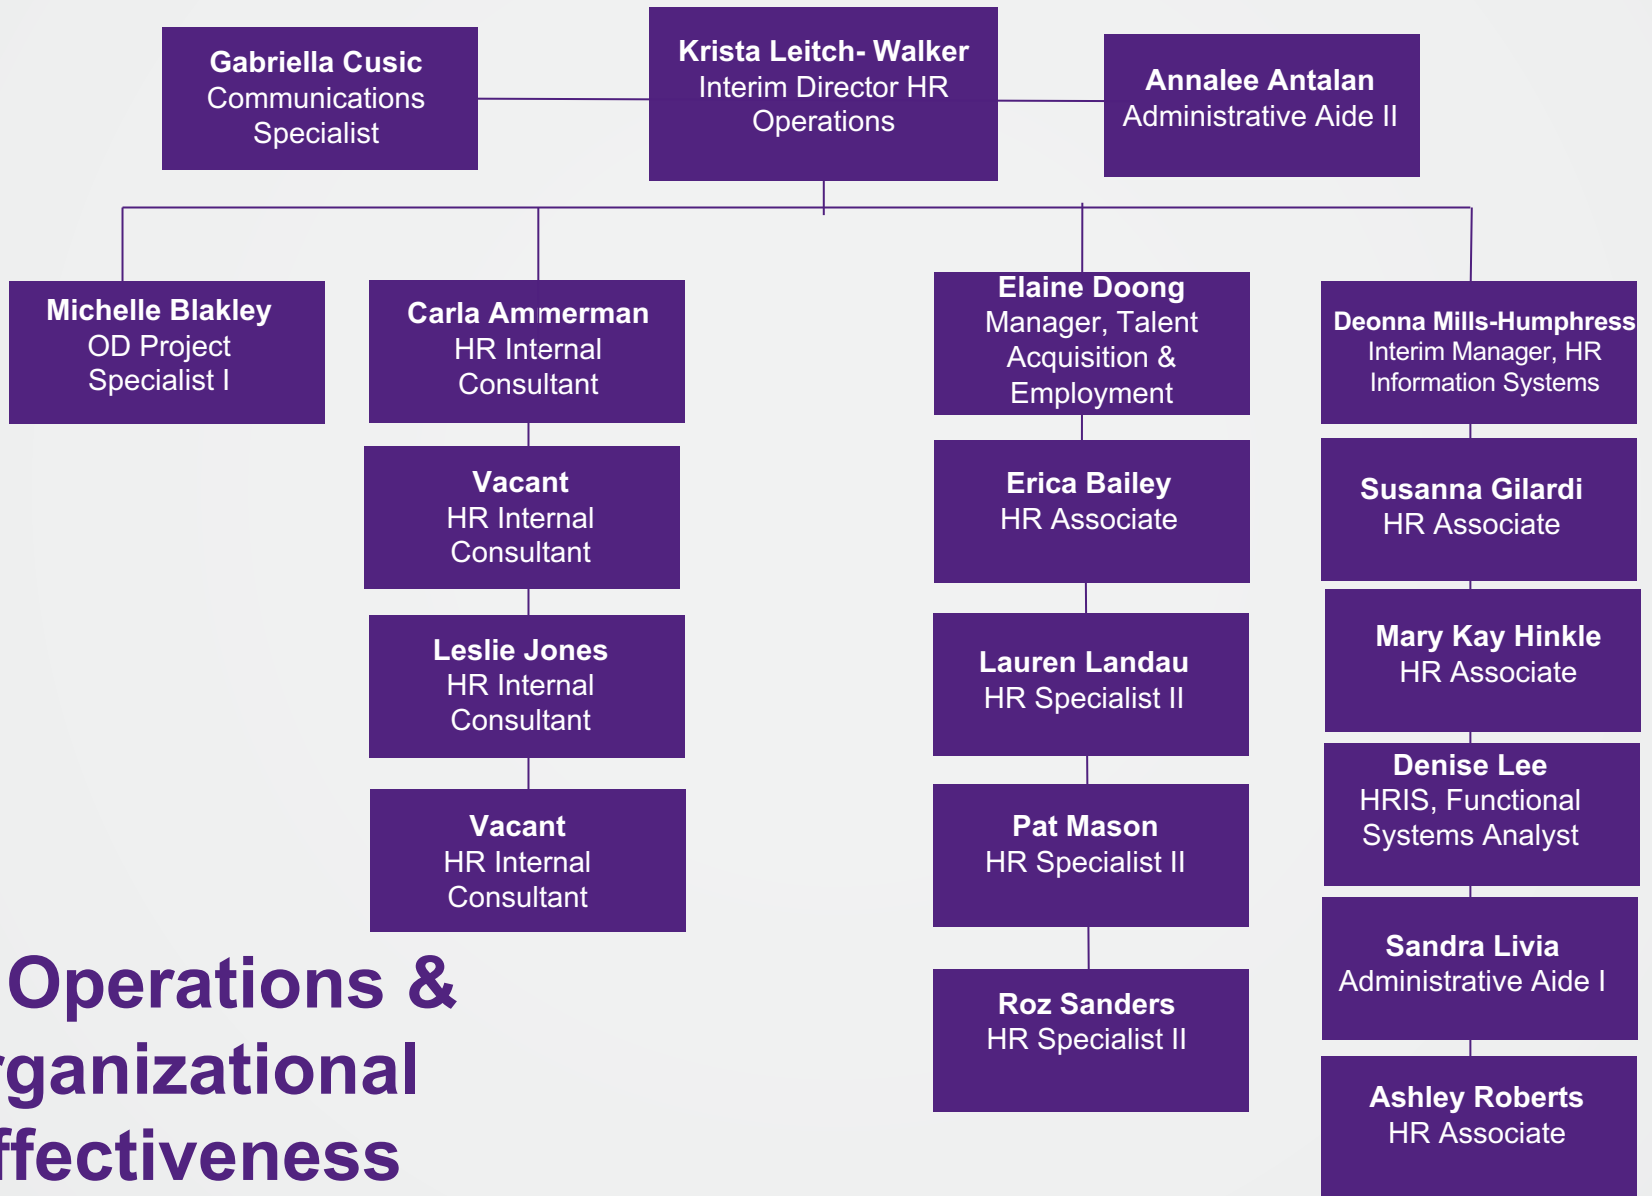 Gabriella Cusic
Communications
Specialist
Krista Leitch- Walker
Interim Director HR
Operations
Annalee Antalan
Administrative Aide II
Michelle Blakley
OD Project
Specialist I
Carla Ammerman
HR Internal
Consultant
Elaine Doong
Manager, Talent
Acquisition &
Employment
Deonna Mills-Humphress
Interim Manager, HR
Information Systems
Vacant
HR Internal
Consultant
Erica Bailey
HR Associate
Susanna Gilardi
HR Associate
Leslie Jones
HR Internal
Consultant
Lauren Landau
HR Specialist II
Mary Kay Hinkle
HR Associate
Vacant
HR Internal
Consultant
Pat Mason
HR Specialist II
Denise Lee
HRIS, Functional
Systems Analyst
Roz Sanders
HR Specialist II
Sandra Livia
Administrative Aide I
Ashley Roberts
HR Associate
Operations &
rganizational
ffectiveness